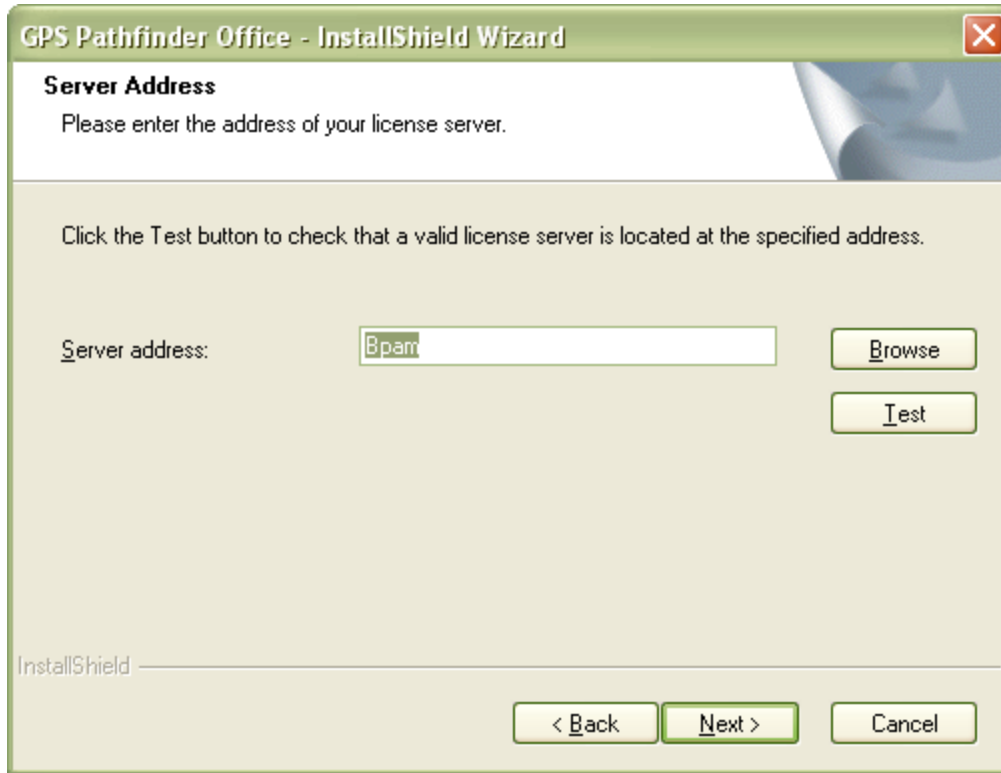 GPS Pathfinder Office - InstallShield Wizard
Server Address
Please enter the address of your license server.
Click the Test button to check that a valid license server is located at the specified address.
Server address: Bpam Browse
Test
InstallShield
< Back Next > Cancel